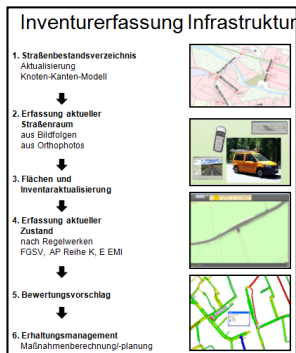 Inventurerfassung Infrastruktur
1. Straßenbestandsverzeichnis
Aktualisierung
Knoten-Kanten-Modell
2. Erfassung aktueller
Straßenraum
aus Bildfolgen
aus Orthophotos
3. Flächen und
Inventaraktualisierung
4. Erfassung aktueller
Zustand
nach Regelwerken
FGSV, AP Reihe K, E EMI
5. Bewertungsvorschlag
6. Erhaltungsmanagement
Maßnahmenberechnung/-planung